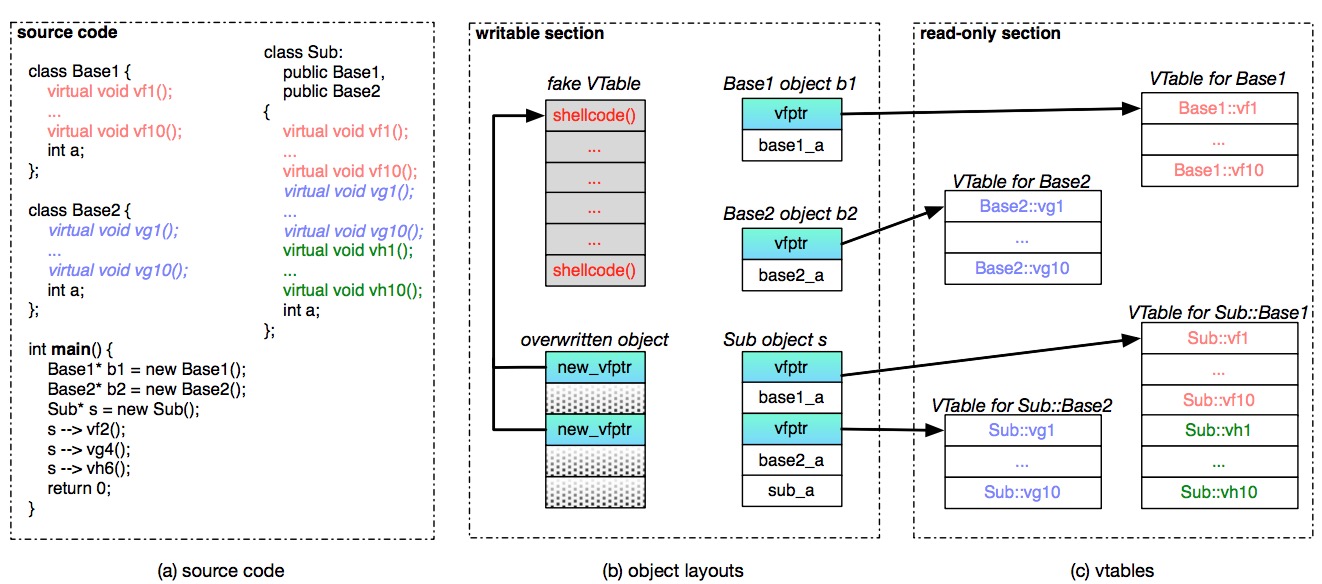 source code
class Base1 {
virtual void vf1();
...
virtual void vf10();
int a;
};
class Base2 {
virtual void vg1();
...
virtual void vg10();
int a;
};
int main() {
Base1* b1 = new Base1();
Base2* b2 = new Base2();
Sub* s = new Sub();
s --> vf2();
s --> vg4();
s --> vh6();
return 0;
}
class Sub:
public Base1,
public Base2
{
virtual void vf1();
...
virtual void vf10();
virtual void vg1();
...
virtual void vg10();
virtual void vh1();
...
virtual void vh10();
int a;
};
(a) source code
writable section
fake VTable
shellcode()
...
...
...
...
shellcode()
overwritten object
new_vfptr
new_vfptr
Base1 object b1
vfptr
base1_a
Base2 object b2
vfptr
base2_a
Sub object s
vfptr
base1_a
vfptr
base2_a
sub_a
(b) object layouts
read-only section
VTable for Base1
Base1::vf1
...
Base1::vf10
VTable for Base2
Base2::vg1
...
Base2::vg10
VTable for Sub::Base1
Sub::vf1
...
Sub::vf10
Sub::vh1
...
Sub::vh10
VTable for Sub::Base2
Sub::vg1
...
Sub::vg10
(c) vtables